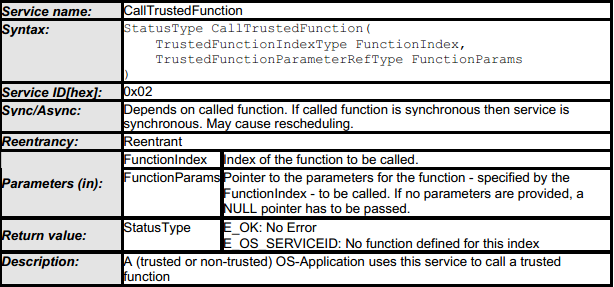 Service name: CallTrustedFunction
Syntax: StatusType CallTrustedFunction(
TrustedFunctionIndexType FunctionIndex,
TrustedFunctionParameterRefType FunctionParams
)
Service ID[hex]: 0x02
Sync/Async: Depends on called function. If called function is synchronous then service is
synchronous. May cause rescheduling.
Reentrancy: Reentrant
Parameters (in): FunctionIndex Index of the function to be called.
FunctionParams Pointer to the parameters for the function - specified by the
FunctionIndex - to be called. If no parameters are provided, a
NULL pointer has to be passed.
Return value: StatusType E_OK: No Error
E_OS_SERVICEID: No function defined for this index
Description: A (trusted or non-trusted) OS-Application uses this service to call a trusted
function